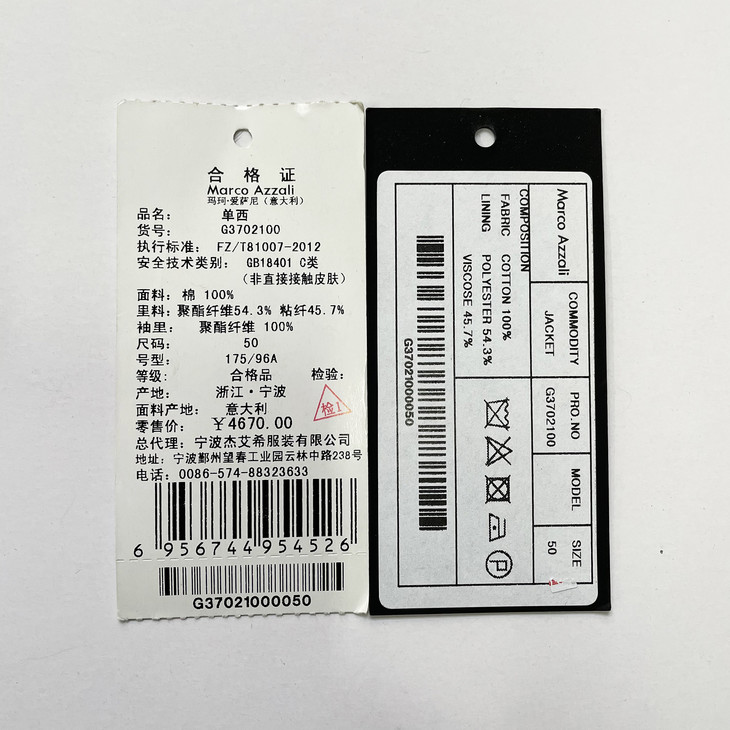 合格证
Marco Azzali
玛珂·爱萨尼(意大利)
品名: 单西
货号: G3702100
执行标准: FZ/T81007-2012
安全技术类别: GB18401 C类
(非直接接触皮肤)
面料: 棉 100%
里料: 聚酯纤维54.3% 粘纤45.7%
袖里: 聚酯纤维 100%
尺码: 50
号型: 175/96A
等级: 合格品 检验:
产地: 浙江·宁波
检1
面料产地: 意大利
零售价: ¥4670.00
总代理: 宁波杰艾希服装有限公司
地址: 宁波鄞州望春工业园云林中路238号
电话: 0086-574-88323633
6 956744 954526
G37021000050
Marco Azzali
COMMODITY
JACKET
PRO.NO
G3702100
MODEL
SIZE
50
COMPOSITION
FABRIC COTTON 100%
LINING POLYESTER 54.3%
VISCOSE 45.7%
P
G37021000050